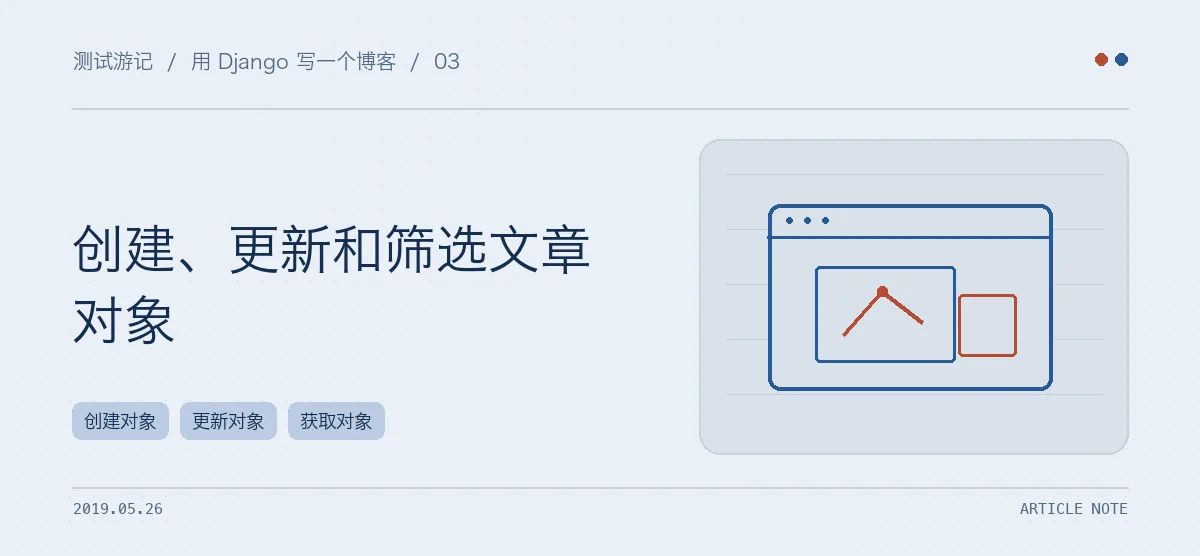 测试游记 / 用 Django 写一个博客 / 03
创建、更新和筛选文章
对象
创建对象 更新对象 获取对象
2019.05.26
ARTICLE NOTE